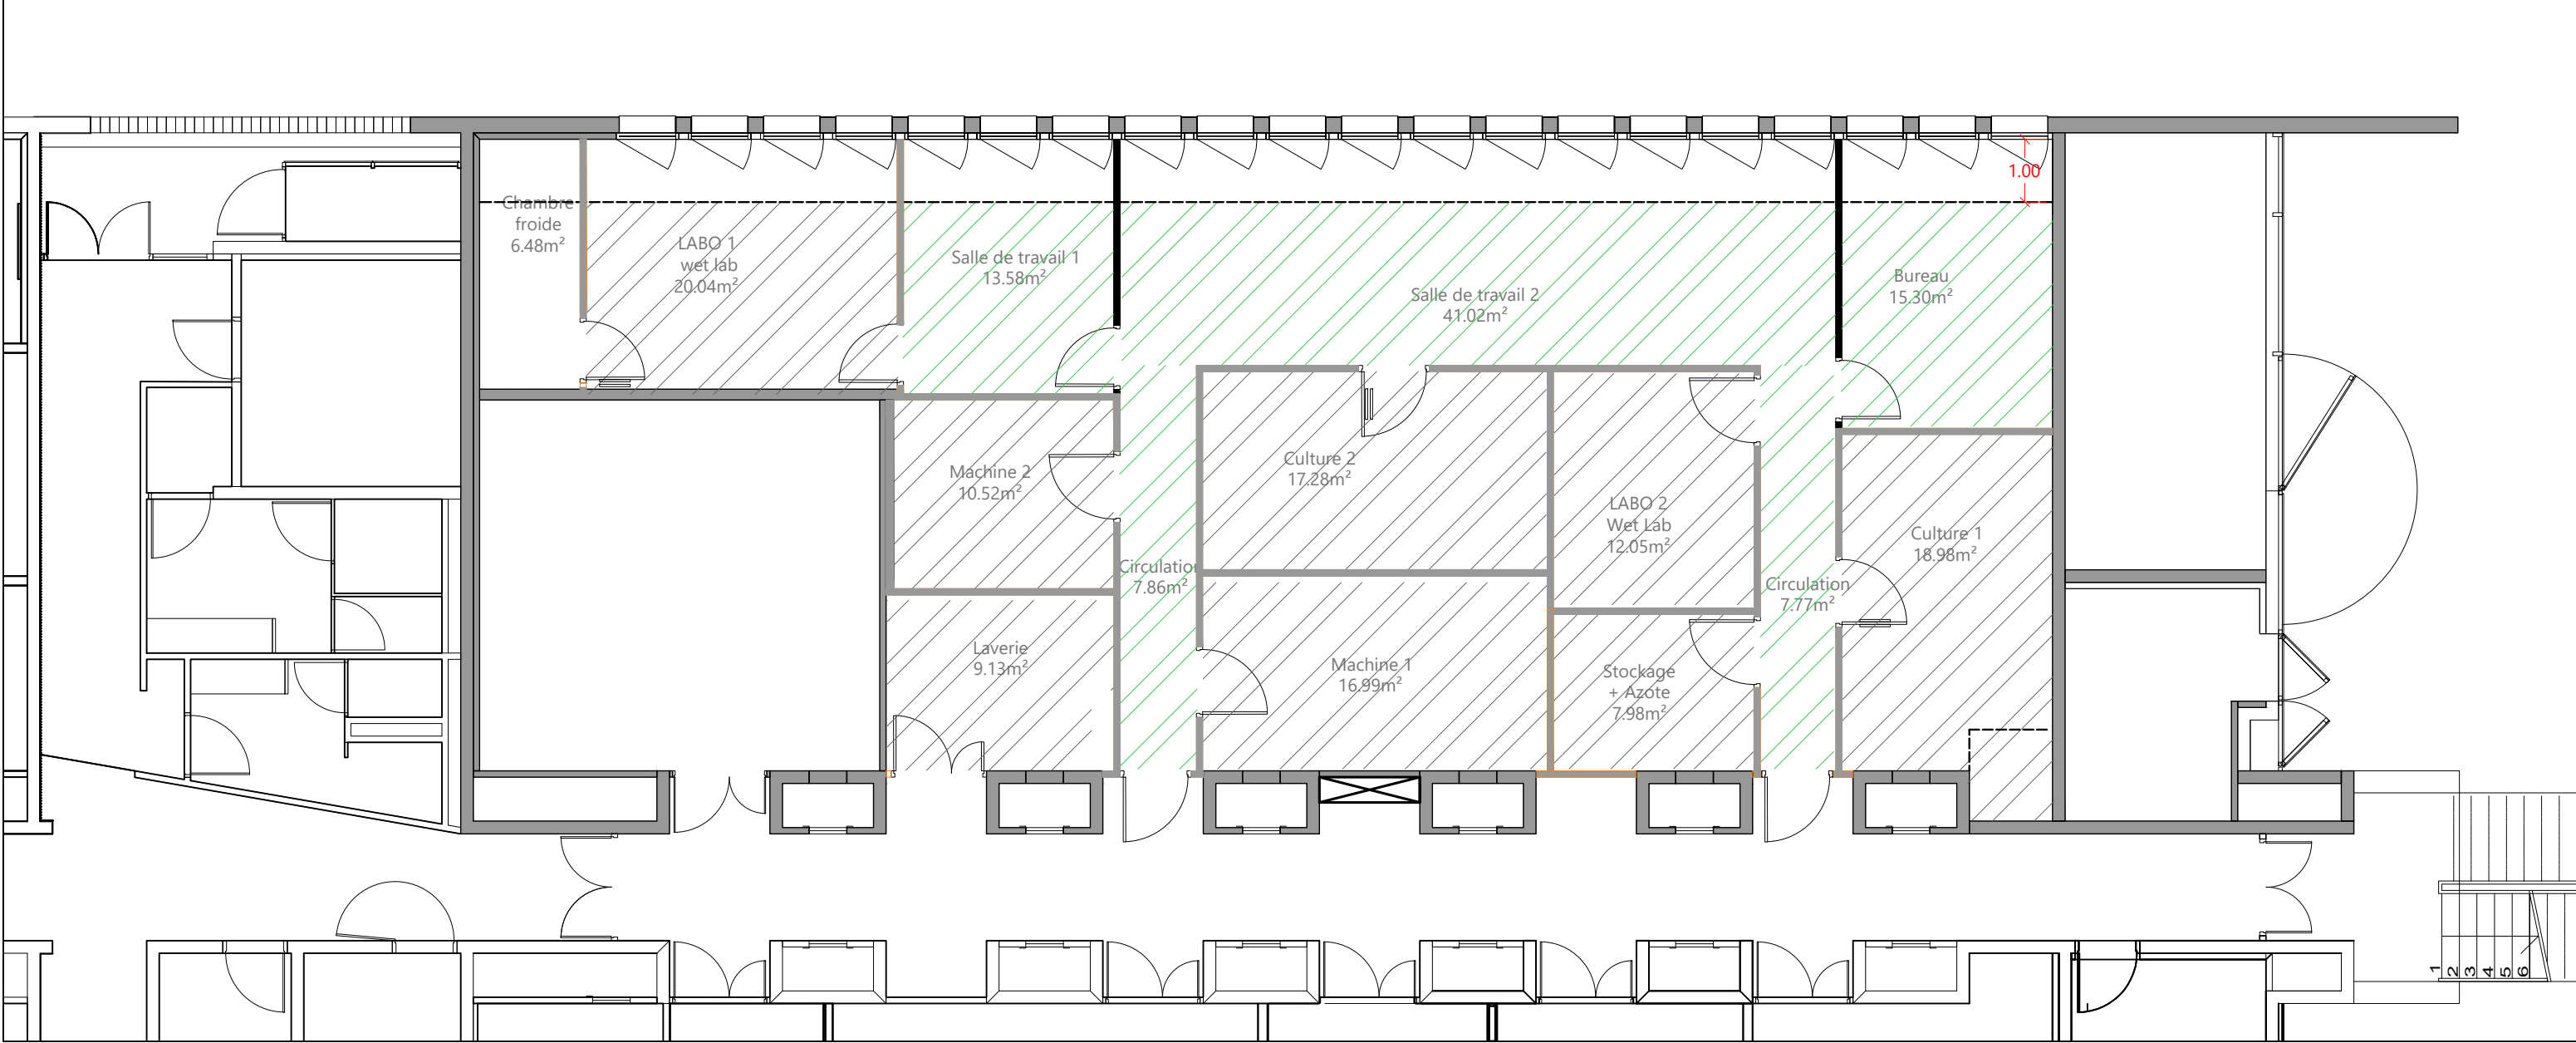 1.00
Chambre
froide
6.48m²
LABO 1
wet lab
20.04m²
Salle de travail 1
13.58m²
Salle de travail 2
41.02m²
Bureau
15.30m²
Machine 2
10.52m²
Culture 2
17.28m²
LABO 2
Wet Lab
12.05m²
Culture 1
18.98m²
Circulation
7.86m²
Circulation
7.77m²
Laverie
9.13m²
Machine 1
16.99m²
Stockage
+ Azote
7.98m²
1
2
3
4
5
6